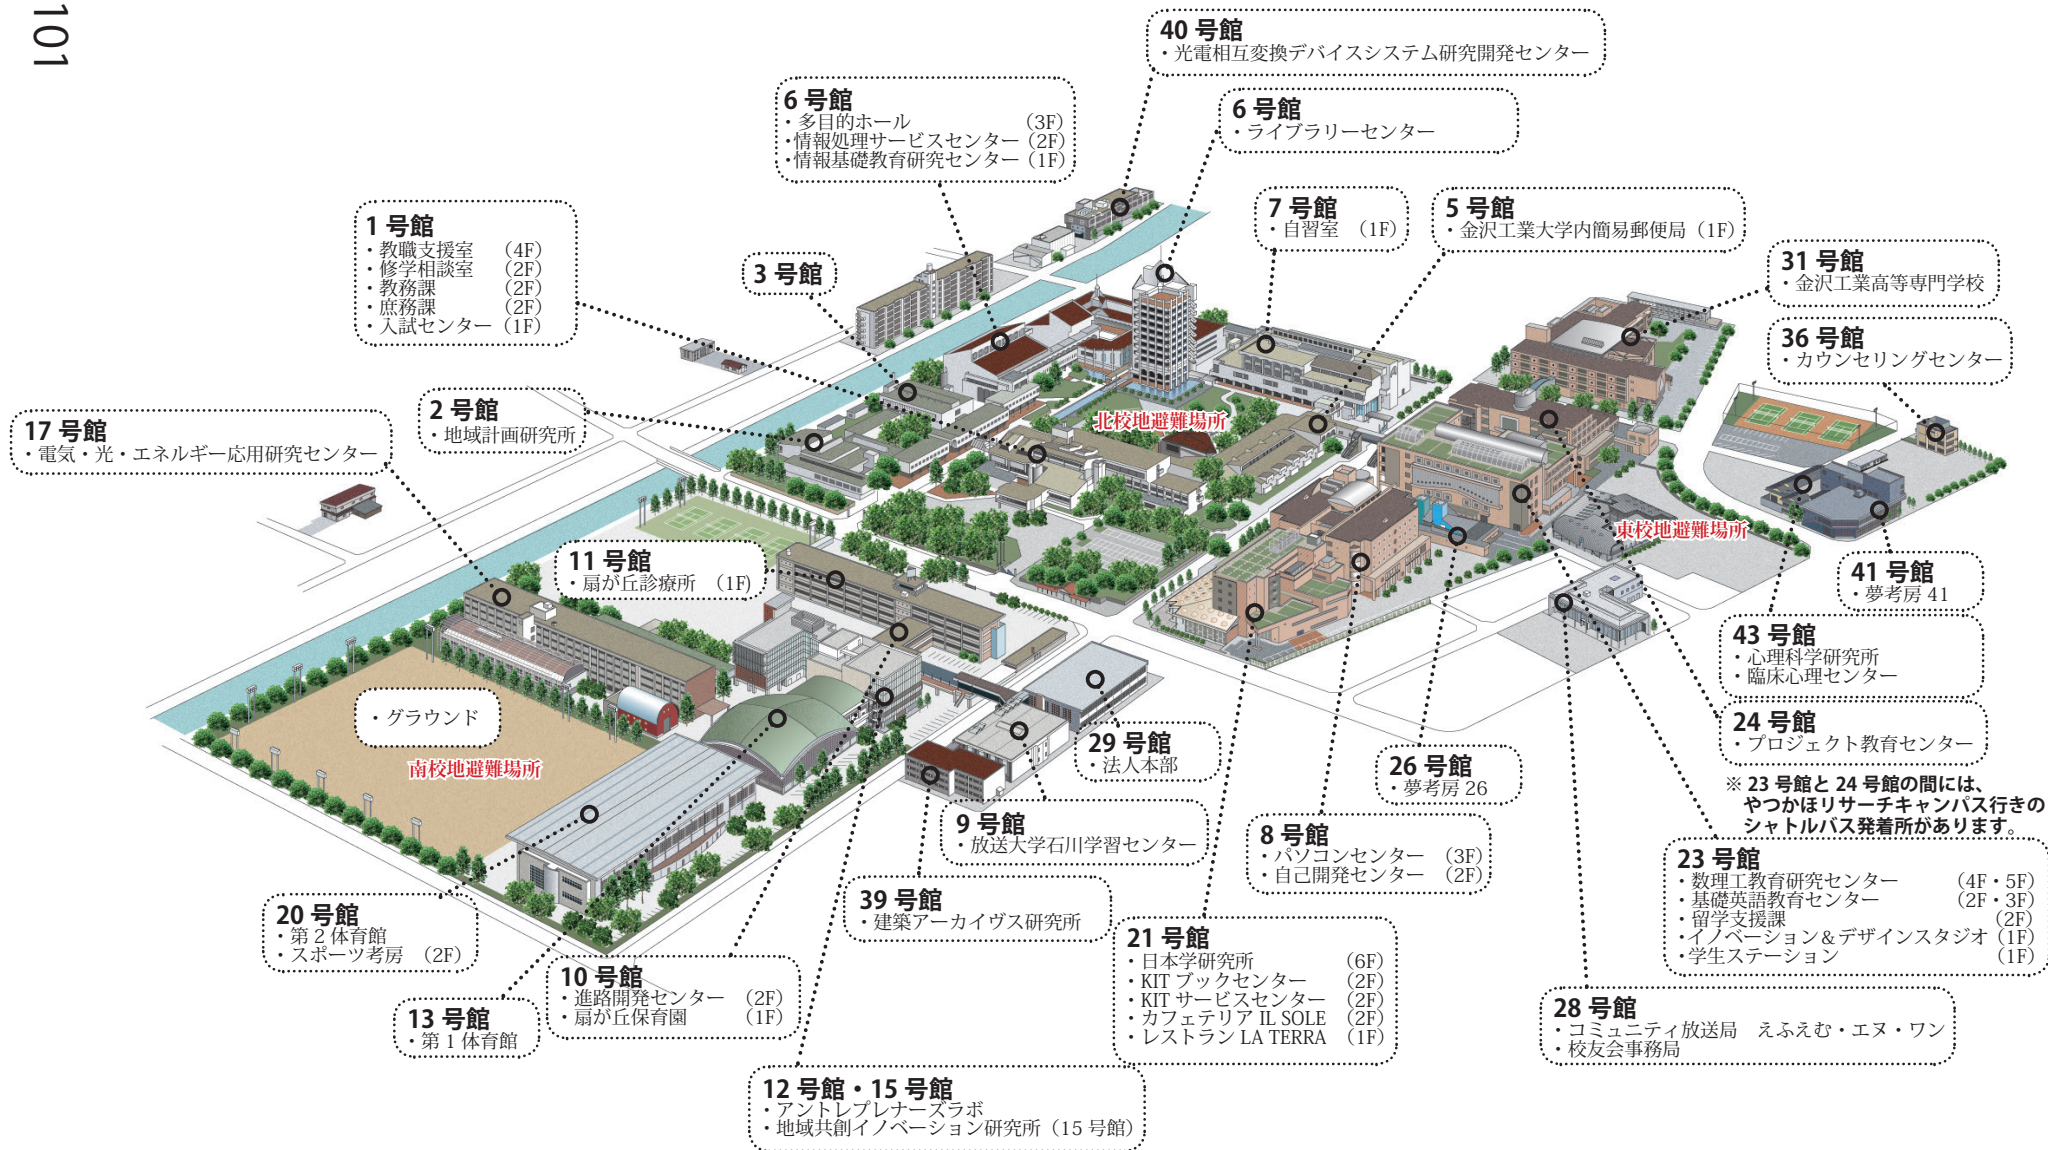 101
40 号館
・光電相互変換デバイスシステム研究開発センター
6 号館
・多目的ホール (3F)
・情報処理サービスセンター (2F)
・情報基礎教育研究センター (1F)
6 号館
・ライブラリーセンター
1 号館
・教職支援室 (4F)
・修学相談室 (2F)
・教務課 (2F)
・庶務課 (2F)
・入試センター (1F)
3 号館
7 号館
・自習室 (1F)
5 号館
・金沢工業大学内簡易郵便局 (1F)
31 号館
・金沢工業高等専門学校
36 号館
・カウンセリングセンター
2 号館
・地域計画研究所
17 号館
・電気・光・エネルギー応用研究センター
北校地避難場所
東校地避難場所
11 号館
・扇が丘診療所 (1F)
41 号館
・夢考房 41
43 号館
・心理科学研究所
・臨床心理センター
・グラウンド
南校地避難場所
24 号館
・プロジェクト教育センター
※ 23 号館と 24 号館の間には、
やつかほリサーチキャンパス行きの
シャトルバス発着所があります。
29 号館
・法人本部
26 号館
・夢考房 26
9 号館
・放送大学石川学習センター
8 号館
・パソコンセンター (3F)
・自己開発センター (2F)
23 号館
・数理工教育研究センター (4F・5F)
・基礎英語教育センター (2F・3F)
・留学支援課 (2F)
・イノベーション＆デザインスタジオ (1F)
・学生ステーション (1F)
39 号館
・建築アーカイヴス研究所
20 号館
・第 2 体育館
・スポーツ考房 (2F)
21 号館
・日本学研究所 (6F)
・KIT ブックセンター (2F)
・KIT サービスセンター (2F)
・カフェテリア IL SOLE (2F)
・レストラン LA TERRA (1F)
10 号館
・進路開発センター (2F)
・扇が丘保育園 (1F)
13 号館
・第 1 体育館
28 号館
・コミュニティ放送局 えふえむ・エヌ・ワン
・校友会事務局
12 号館・15 号館
・アントレプレナーズラボ
・地域共創イノベーション研究所（15 号館）